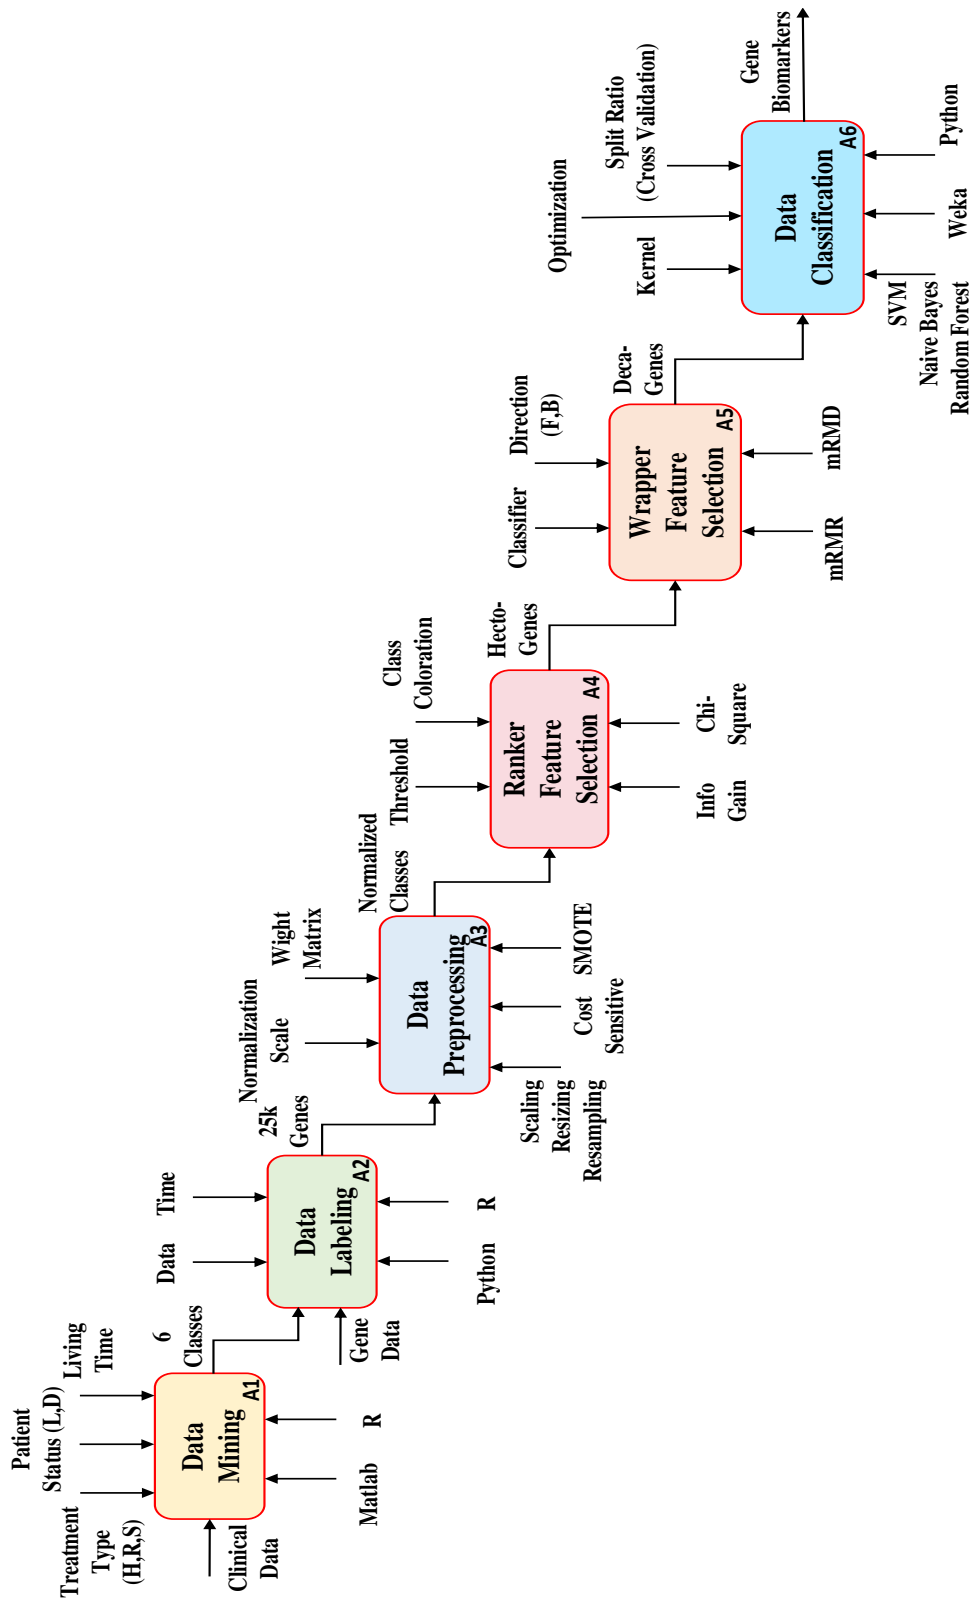 Treatment
Type
(H,R,S)
Patient
Status (L,D)
Living
Time
Clinical
Data
Data
Mining
A1
Matlab
R
6
Classes
Data
Time
Gene
Data
Data
Labeling
A2
Python
R
25k
Genes
Normalization
Scale
Wight
Matrix
Data
Preprocessing
A3
Scaling
Resizing
Resampling
Cost
Sensitive
SMOTE
Normalized
Classes
Threshold
Class
Coloration
Ranker
Feature
Selection
A4
Info
Gain
Chi-
Square
Hecto-
Genes
Classifier
Direction
(F,B)
Wrapper
Feature
Selection
A5
mRMR
mRMD
Deca-
Genes
Kernel
Optimization
Split Ratio
(Cross Validation)
Data
Classification
A6
SVM
Naive Bayes
Random Forest
Weka
Python
Gene
Biomarkers